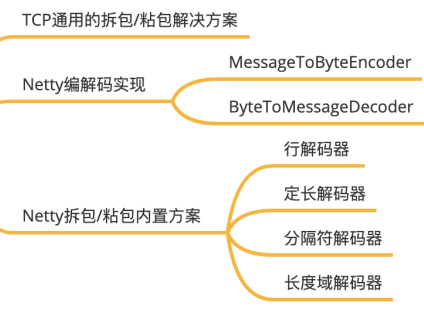 TCP通用的拆包/粘包解决方案
Netty编解码实现
MessageToByteEncoder
ByteToMessageDecoder
Netty拆包/粘包内置方案
行解码器
定长解码器
分隔符解码器
长度域解码器